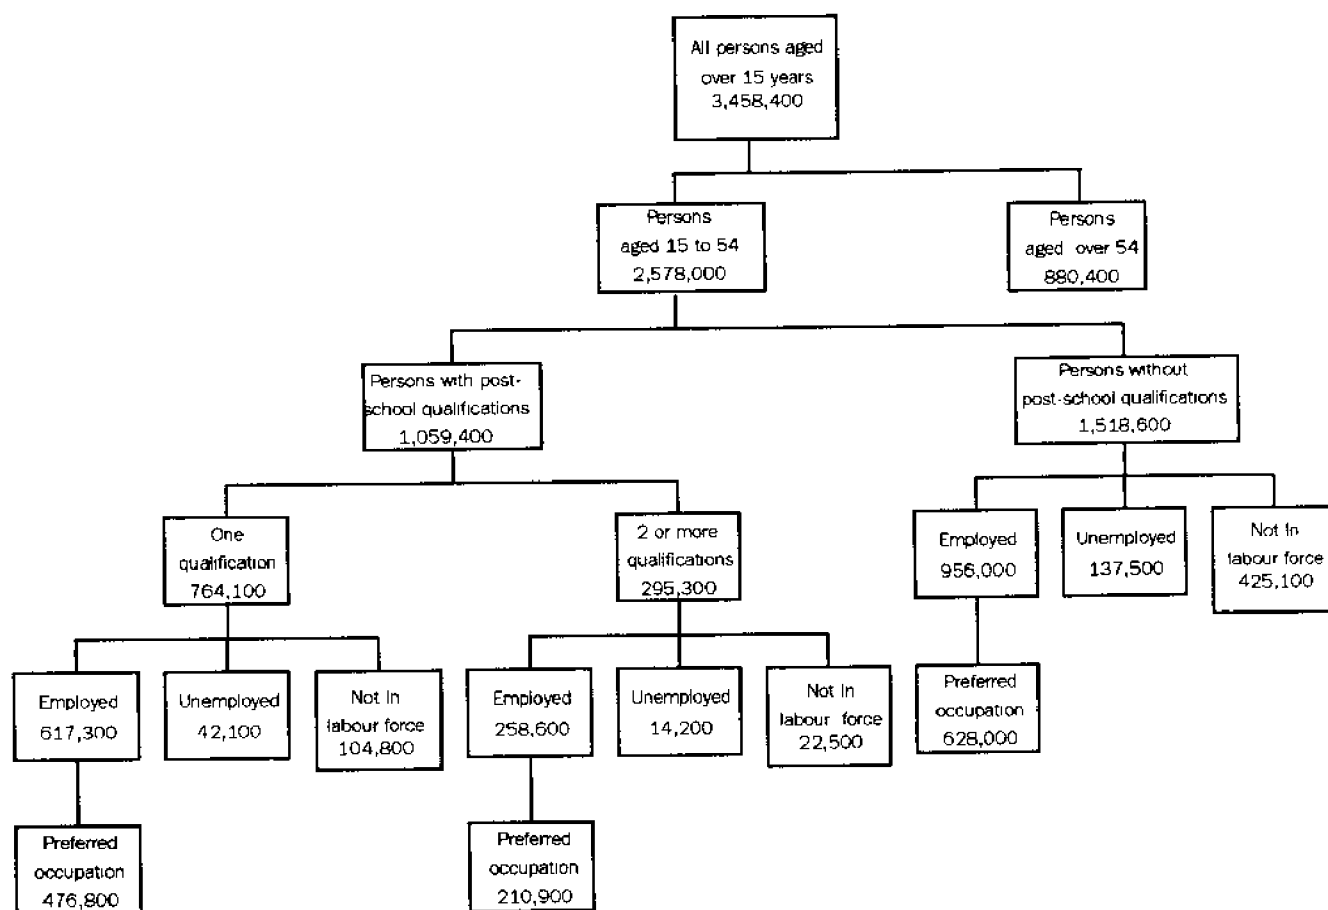 All persons aged
over 15 years
3,458,400
Persons
aged 15 to 54
2,578,000
Persons
aged over 54
880,400
Persons with post-
school qualifications
1,059,400
Persons without
post-school qualifications
1,518,600
One
qualification
764,100
2 or more
qualifications
295,300
Employed
956,000
Unemployed
137,500
Not In
labour force
425,100
Employed
617,300
Unemployed
42,100
Not In
labour force
104,800
Employed
258,600
Unemployed
14,200
Not In
labour force
22,500
Preferred
occupation
628,000
Preferred
occupation
476,800
Preferred
occupation
210,900